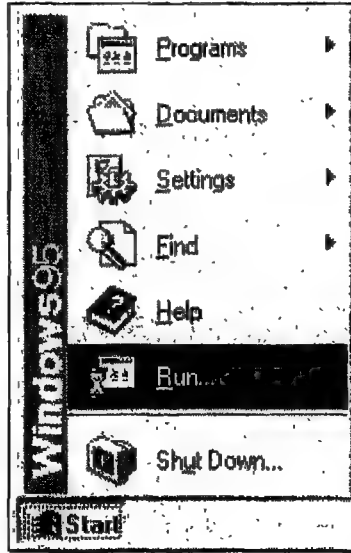 Programs
Documents
Settings
Find
Help
Run...
Shut Down...
Windows95
Start